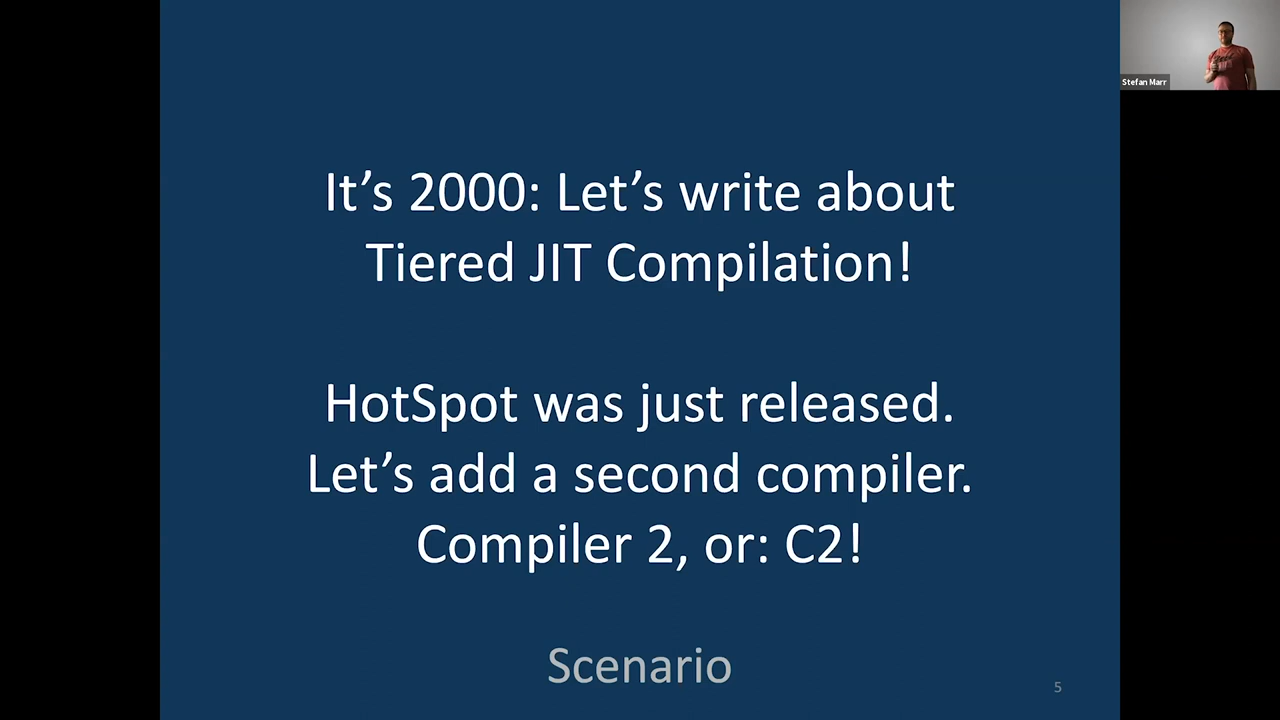 Stefan Marr
It’s 2000: Let’s write about
Tiered JIT Compilation!
HotSpot was just released.
Let’s add a second compiler.
Compiler 2, or: C2!
Scenario
5